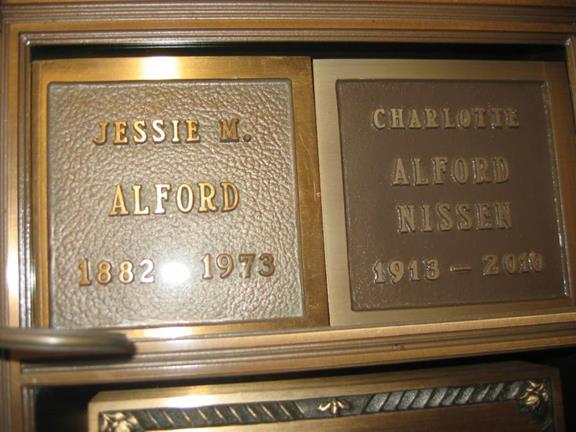 JESSIE M.
ALFORD
1882 - 1973
CHARLOTTE
ALFORD
NISSEN
1913 — 2010